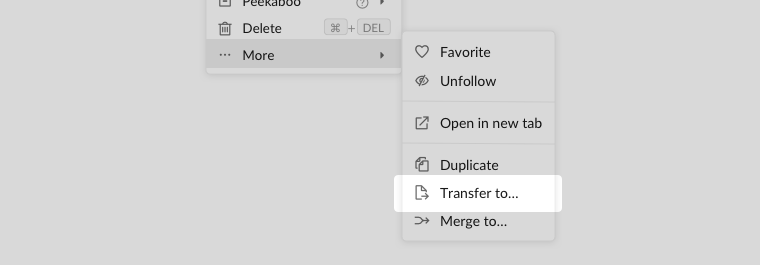 Peekaboo
Delete ⌘ + DEL
More
Favorite
Unfollow
Open in new tab
Duplicate
Transfer to...
Merge to...